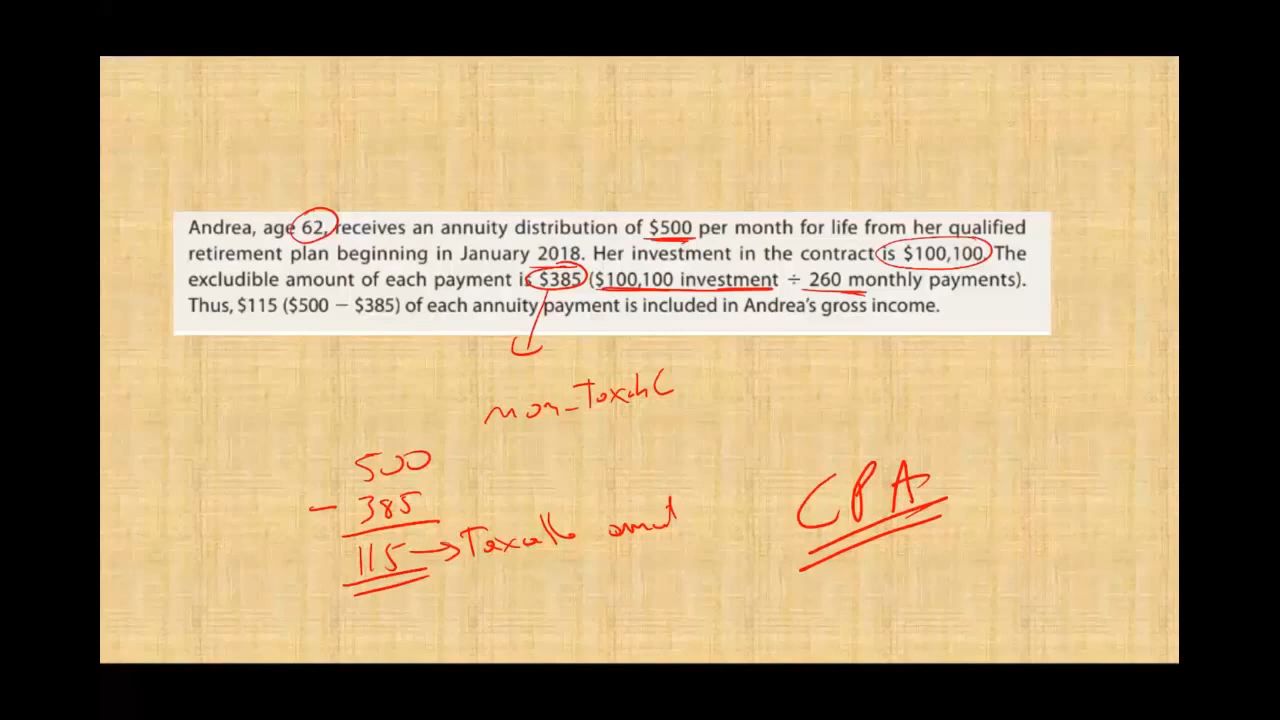 Andrea, age 62, receives an annuity distribution of $500 per month for life from her qualified
retirement plan beginning in January 2018. Her investment in the contract is $100,100. The
excludible amount of each payment is $385 ($100,100 investment ÷ 260 monthly payments).
Thus, $115 ($500 − $385) of each annuity payment is included in Andrea's gross income.
non-
500
- 385
115 →
CPA